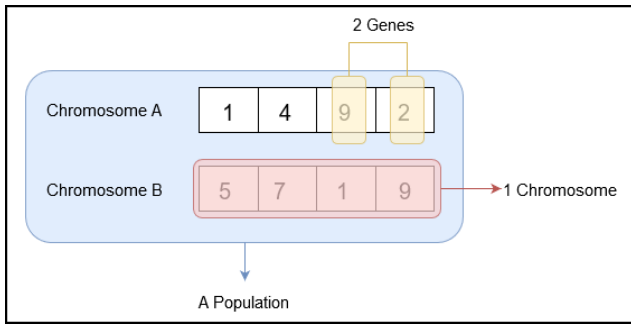 2 Genes
Chromosome A 1 4 9 2
Chromosome B 5 7 1 9
1 Chromosome
A Population